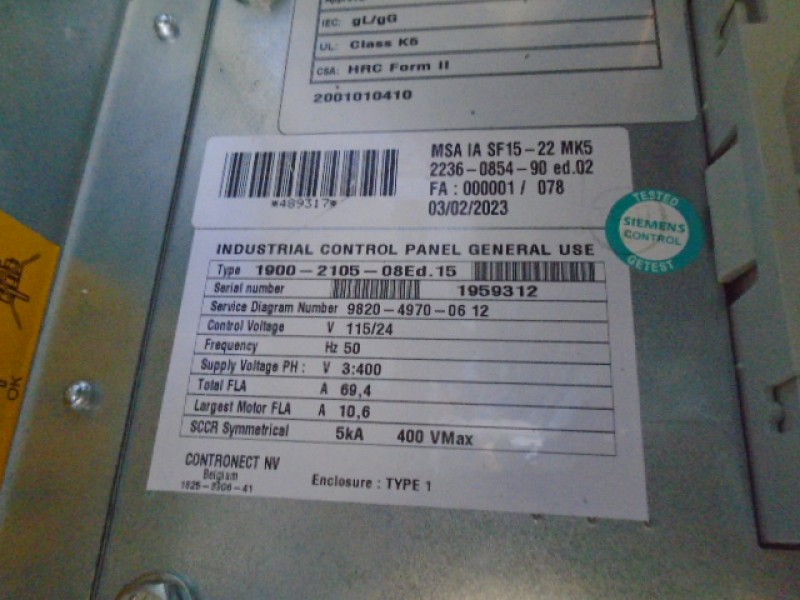 IEC: gL/gG
UL: Class K5
CSA: HRC Form II
2001010410
MSA IA SF15-22 MK5
2236-0854-90 ed.02
FA : 000001 / 078
03/02/2023
*489317*
TESTED
SIEMENS
CONTROL
GETEST
INDUSTRIAL CONTROL PANEL GENERAL USE
Type 1900-2105-08Ed.15
Serial number 1959312
Service Diagram Number 9820-4970-06 12
Control Voltage V 115/24
Frequency Hz 50
Supply Voltage PH : V 3:400
Total FLA A 69,4
Largest Motor FLA A 10,6
SCCR Symmetrical 5kA 400 VMax
CONTRONECT NV
Belgium
Enclosure : TYPE 1
OK